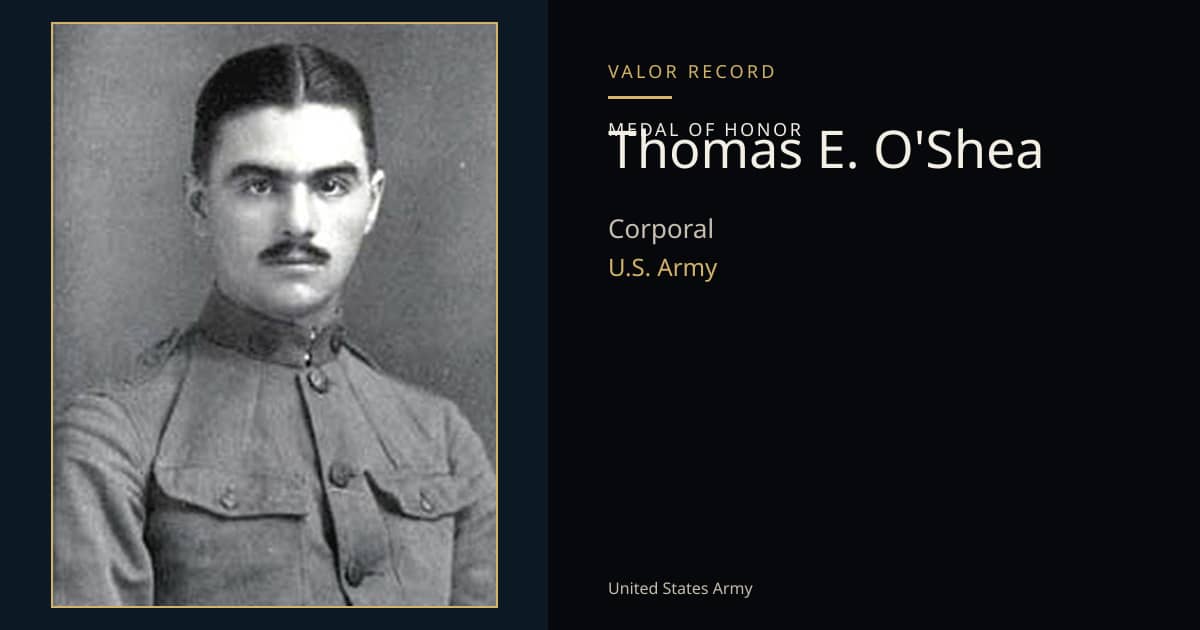 VALOR RECORD
MEDAL OF HONOR
Thomas E. O'Shea
Corporal
U.S. Army
United States Army